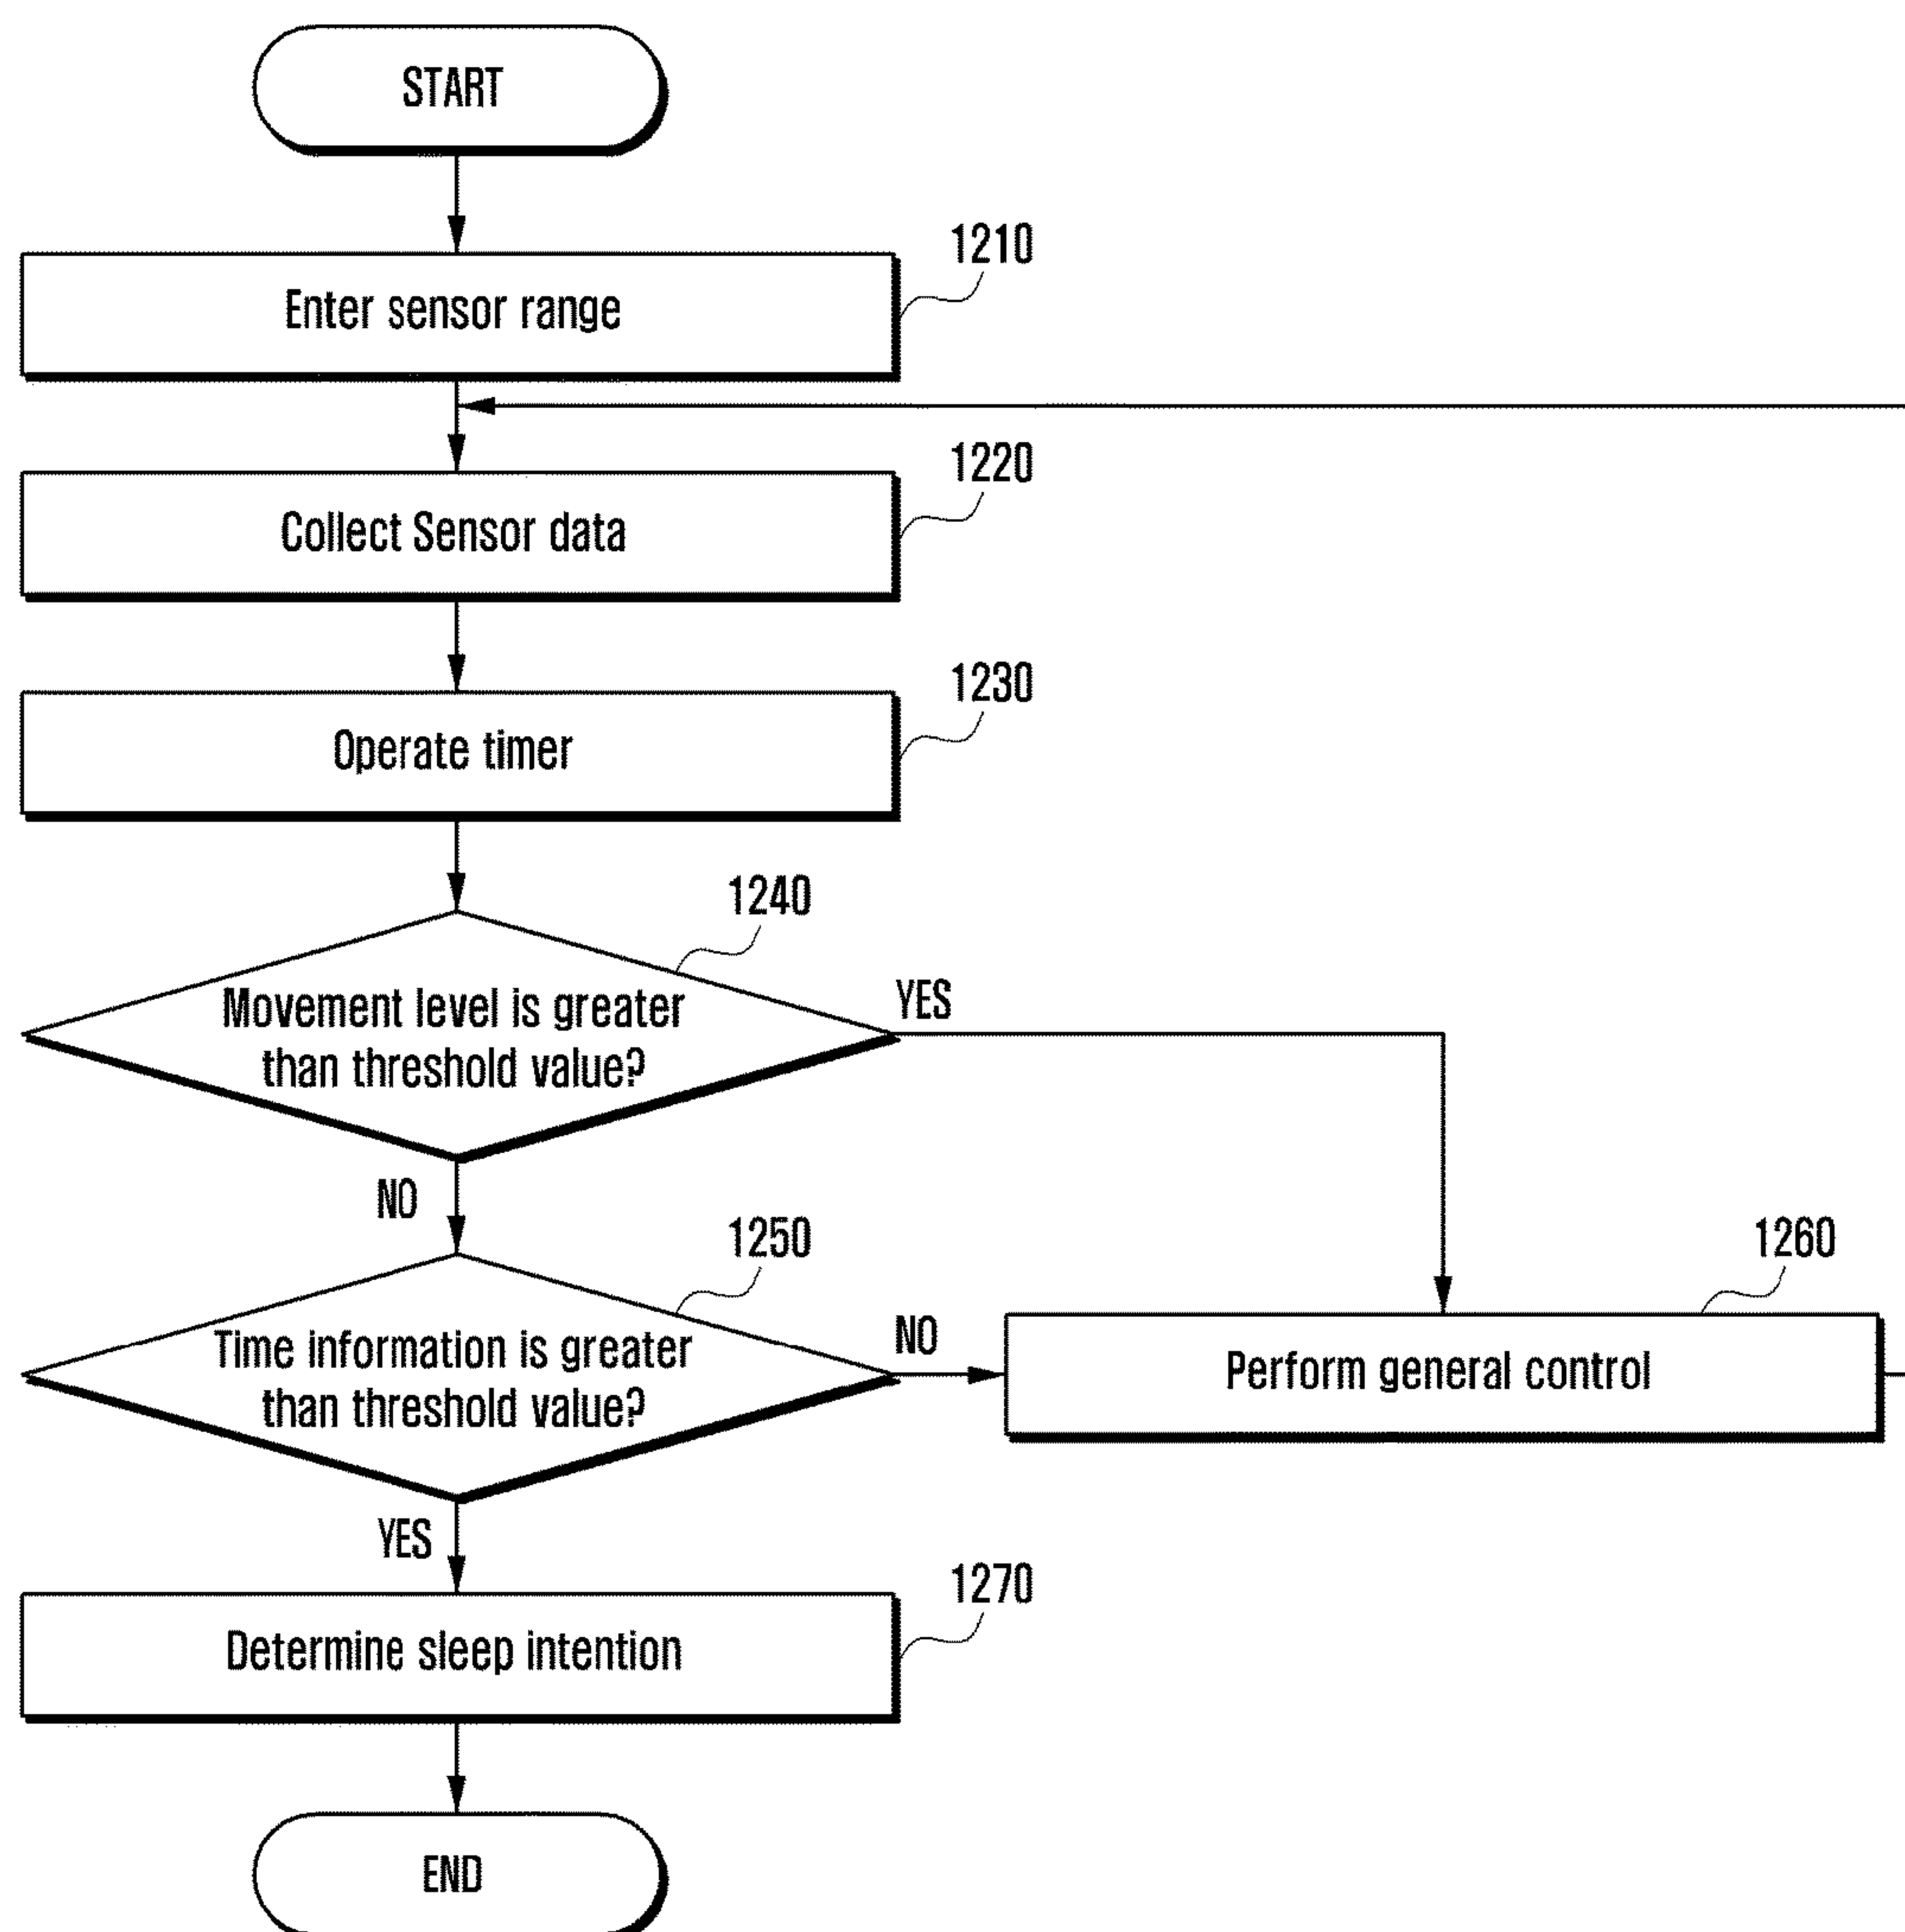 START
1210
Enter sensor range
1220
Collect Sensor data
1230
Operate timer
1240
Movement level is greater
than threshold value?
YES
NO
1250
Time information is greater
than threshold value?
NO
1260
Perform general control
YES
1270
Determine sleep intention
END